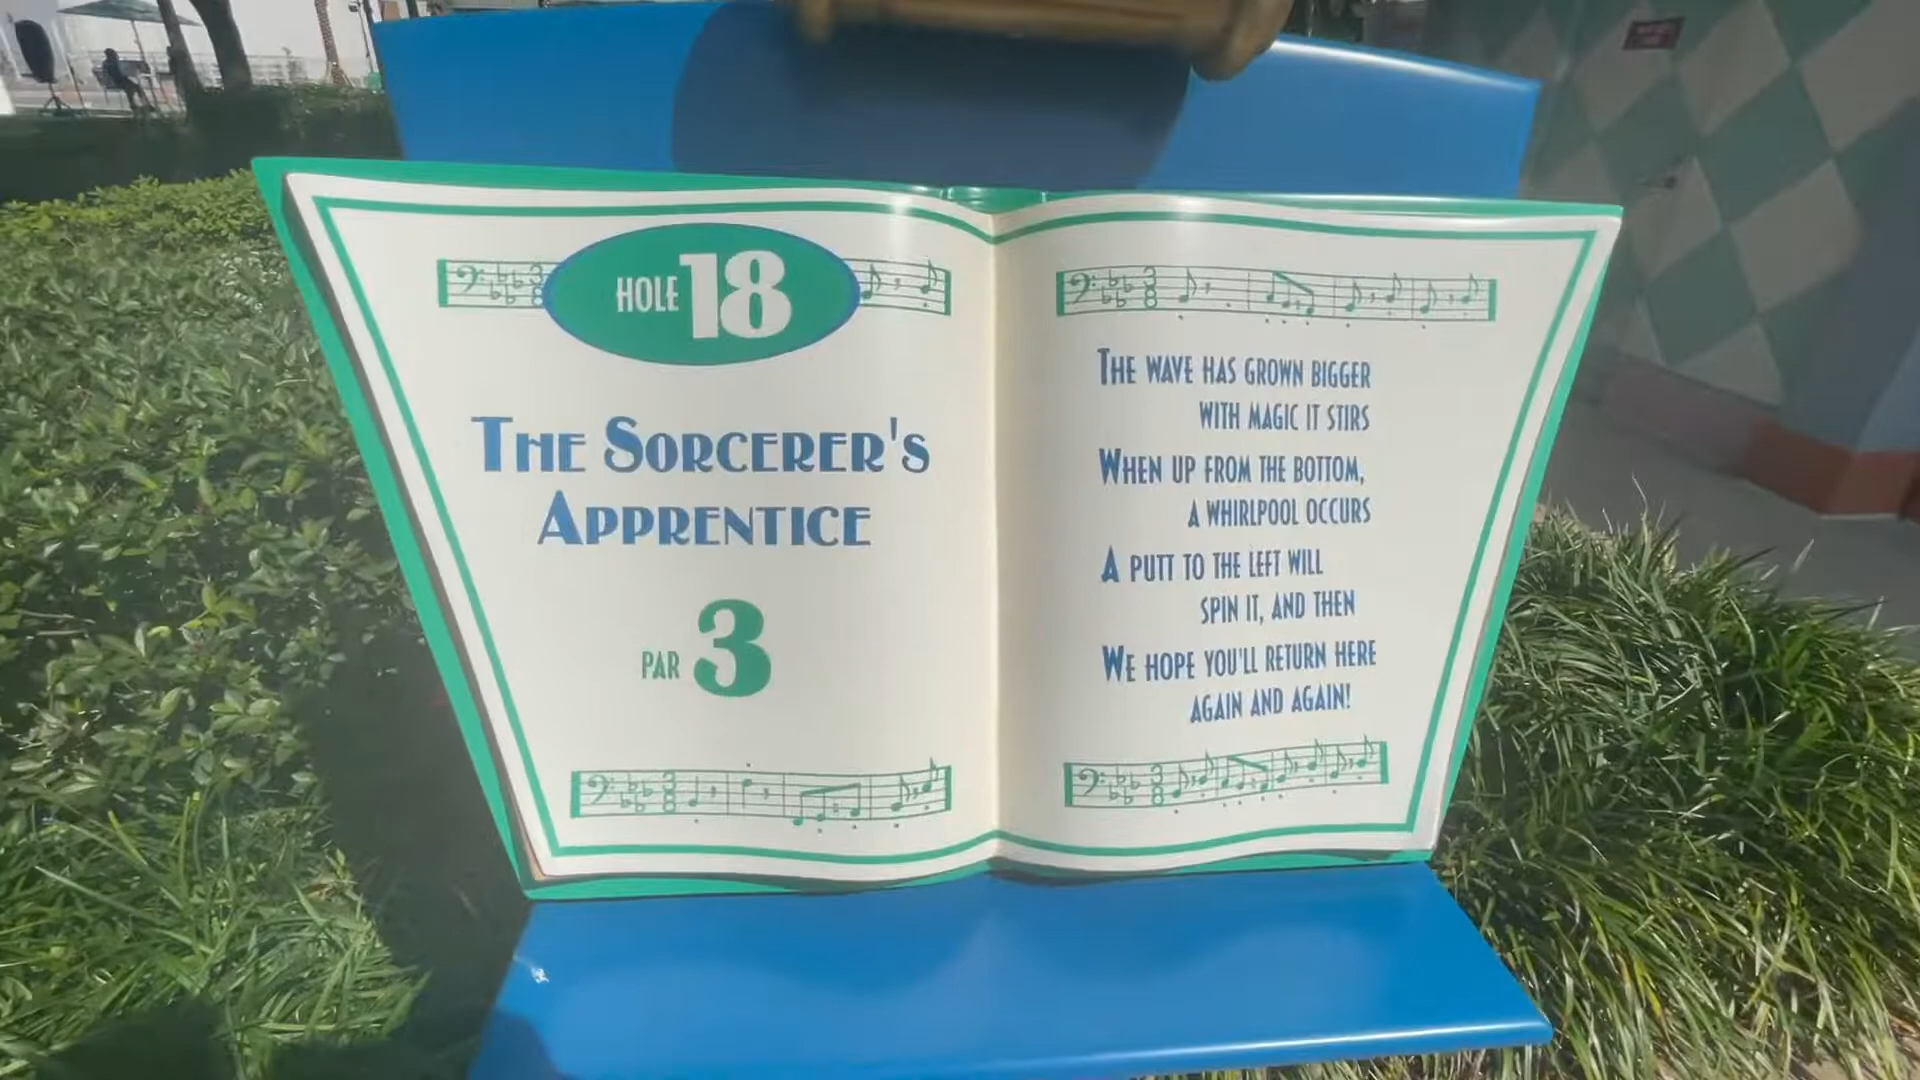 HOLE 18
THE SORCERER'S
APPRENTICE
PAR 3
THE WAVE HAS GROWN BIGGER
WITH MAGIC IT STIRS
WHEN UP FROM THE BOTTOM,
A WHIRLPOOL OCCURS
A PUTT TO THE LEFT WILL
SPIN IT, AND THEN
WE HOPE YOU'LL RETURN HERE
AGAIN AND AGAIN!